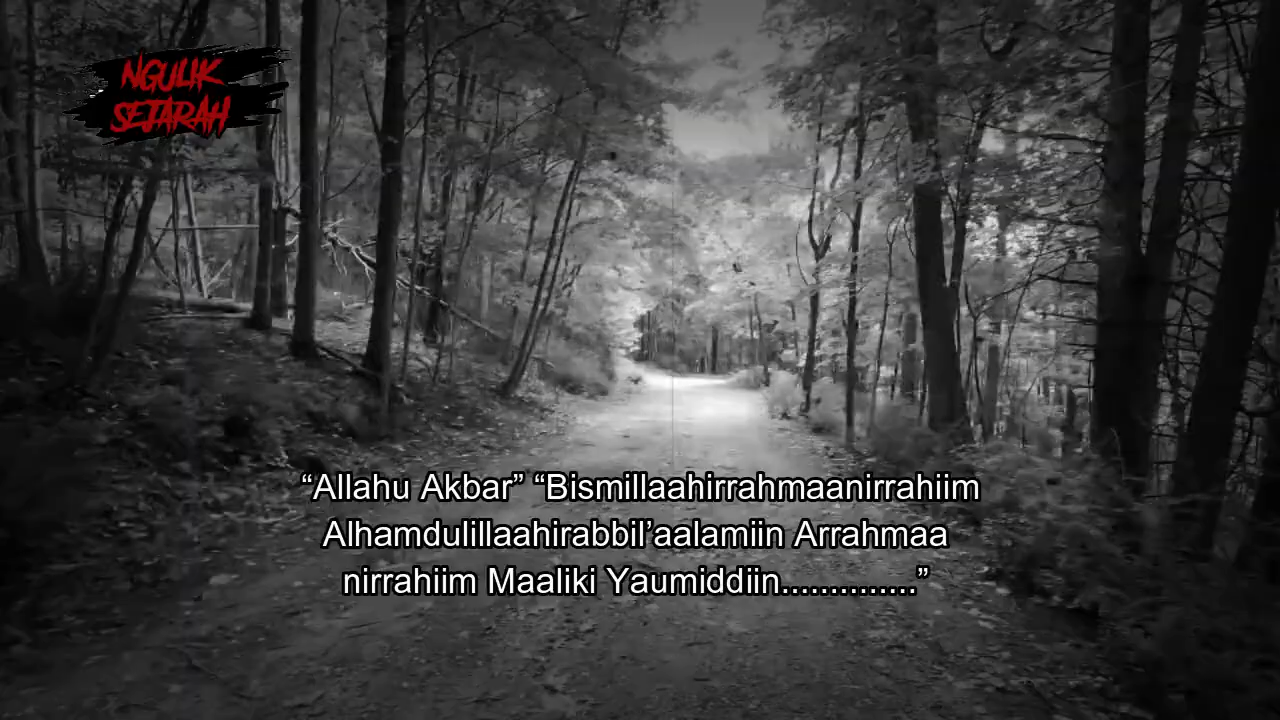 NGULIK
SEJARAH
“Allahu Akbar” “Bismillaahirrahmaanirrahiim
Alhamdulillaahirabbil’aalamiin Arrahmaa
nirrahiim Maaliki Yaumiddiin..............”